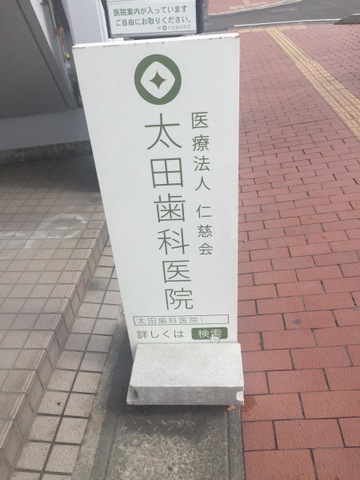 医院案内が入っています
ご自由にお取りください。
医療法人 仁慈会
太田歯科医院
太田歯科医院
詳しくは 検索